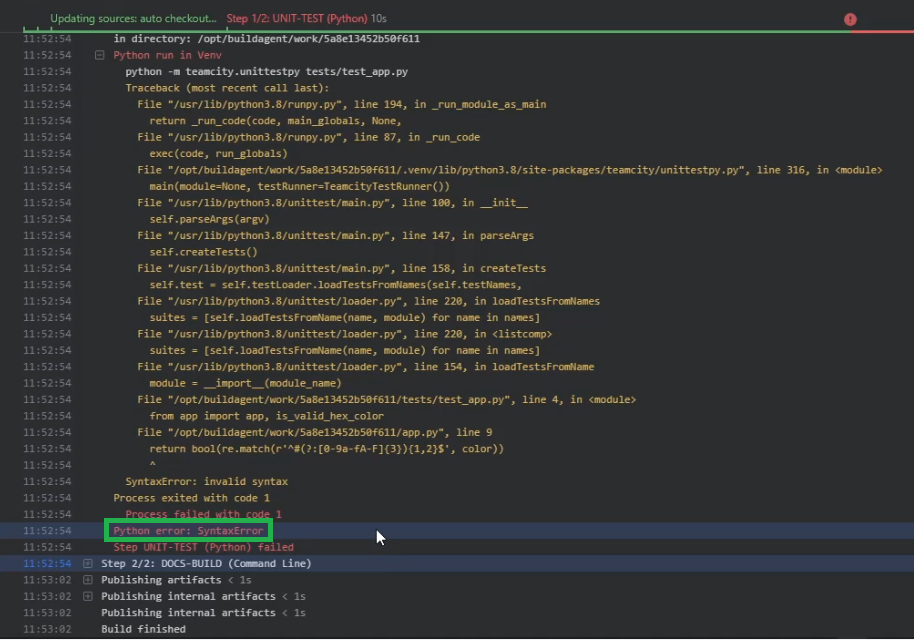 Updating sources: auto checkout... Step 1/2: UNIT-TEST (Python) 10s
11:52:54 in directory: /opt/buildagent/work/5a8e13452b50f611
11:52:54 Python run in Venv
11:52:54 python -m teamcity.unittestpy tests/test_app.py
11:52:54 Traceback (most recent call last):
11:52:54 File "/usr/lib/python3.8/runpy.py", line 194, in _run_module_as_main
11:52:54 return _run_code(code, main_globals, None,
11:52:54 File "/usr/lib/python3.8/runpy.py", line 87, in _run_code
11:52:54 exec(code, run_globals)
11:52:54 File "/opt/buildagent/work/5a8e13452b50f611/.venv/lib/python3.8/site-packages/teamcity/unittestpy.py", line 316, in <module>
11:52:54 main(module=None, testRunner=TeamcityTestRunner())
11:52:54 File "/usr/lib/python3.8/unittest/main.py", line 100, in __init__
11:52:54 self.parseArgs(argv)
11:52:54 File "/usr/lib/python3.8/unittest/main.py", line 147, in parseArgs
11:52:54 self.createTests()
11:52:54 File "/usr/lib/python3.8/unittest/main.py", line 158, in createTests
11:52:54 self.test = self.testLoader.loadTestsFromNames(self.testNames,
11:52:54 File "/usr/lib/python3.8/unittest/loader.py", line 220, in loadTestsFromNames
11:52:54 suites = [self.loadTestsFromName(name, module) for name in names]
11:52:54 File "/usr/lib/python3.8/unittest/loader.py", line 220, in <listcomp>
11:52:54 suites = [self.loadTestsFromName(name, module) for name in names]
11:52:54 File "/usr/lib/python3.8/unittest/loader.py", line 154, in loadTestsFromName
11:52:54 module = __import__(module_name)
11:52:54 File "/opt/buildagent/work/5a8e13452b50f611/tests/test_app.py", line 4, in <module>
11:52:54 from app import app, is_valid_hex_color
11:52:54 File "/opt/buildagent/work/5a8e13452b50f611/app.py", line 9
11:52:54 return bool(re.match(r'^#(?:[0-9a-fA-F]{3}){1,2}$', color))
11:52:54 ^
11:52:54 SyntaxError: invalid syntax
11:52:54 Process exited with code 1
11:52:54 Process failed with code 1
11:52:54 Python error: SyntaxError
11:52:54 Step UNIT-TEST (Python) failed
11:52:54 Step 2/2: DOCS-BUILD (Command Line)
11:53:02 Publishing artifacts < 1s
11:53:02 Publishing internal artifacts < 1s
11:53:02 Publishing internal artifacts < 1s
11:53:02 Build finished